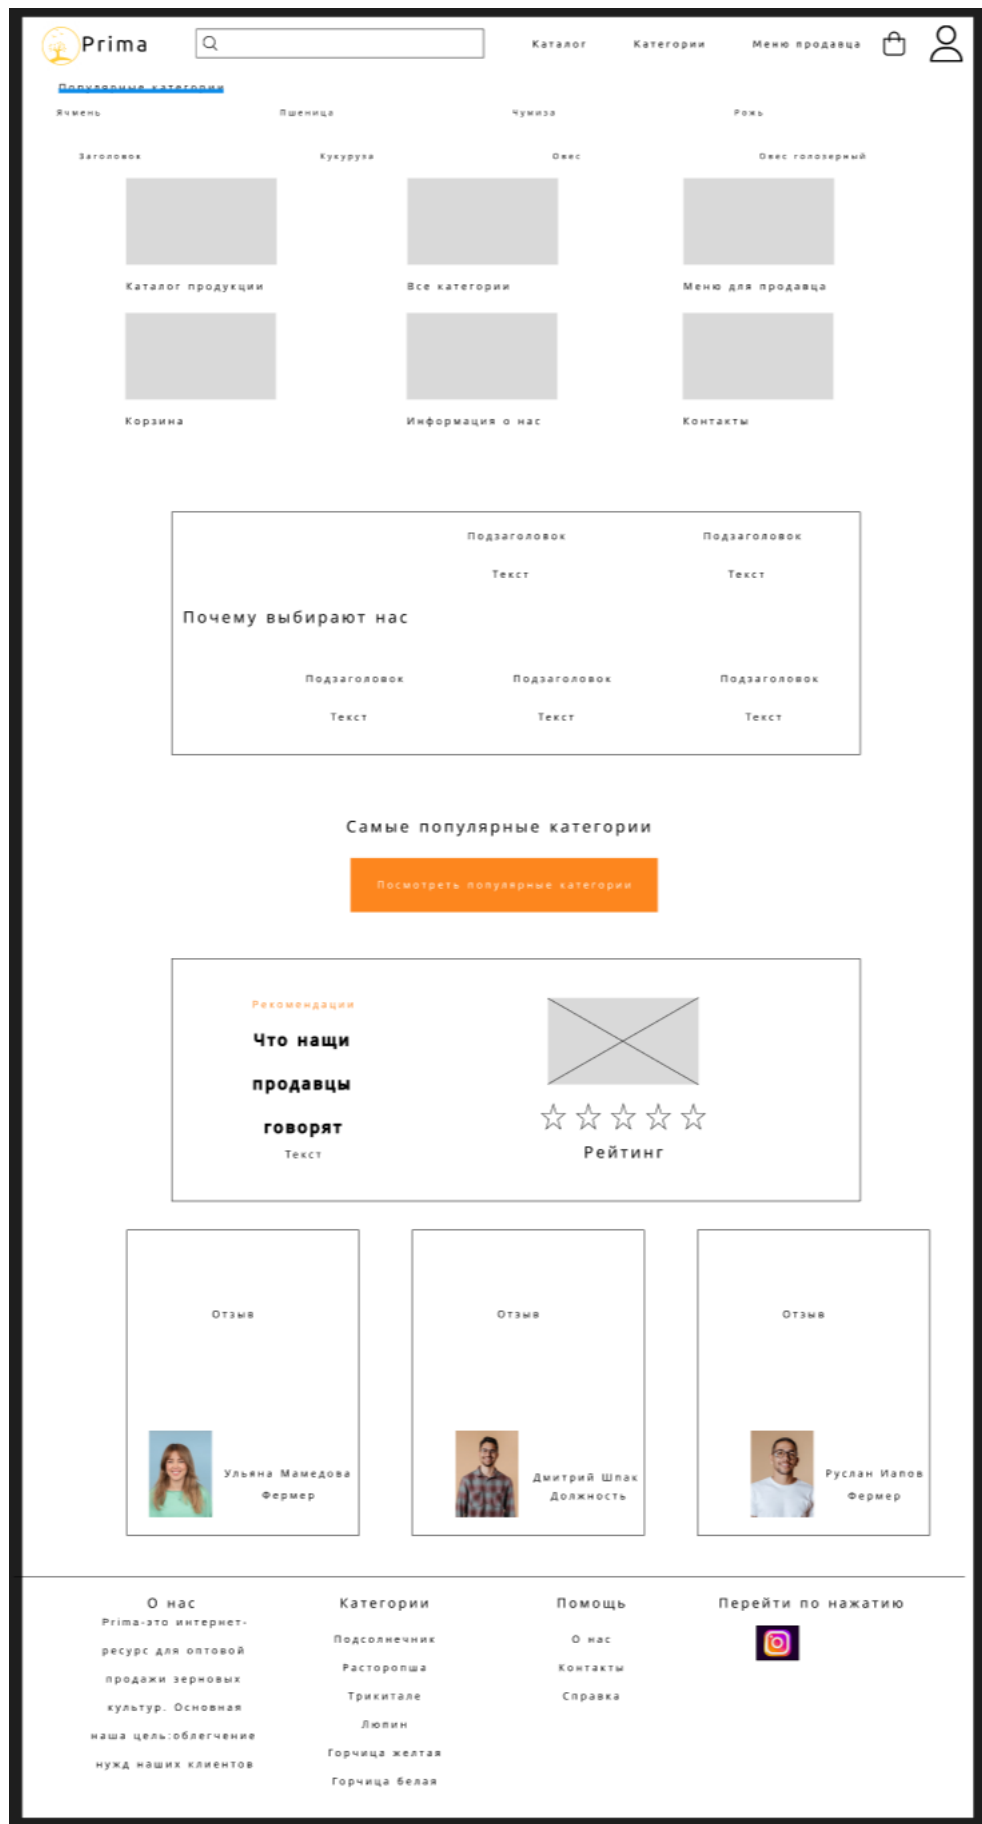 Prima
Каталог
Категории
Меню продавца
Популярные категории
Ячмень
Пшеница
Чумиза
Рожь
Заголовок
Кукуруза
Овес
Овес голозерный
Каталог продукции
Все категории
Меню для продавца
Корзина
Информация о нас
Контакты
Подзаголовок
Подзаголовок
Текст
Текст
Почему выбирают нас
Подзаголовок
Подзаголовок
Подзаголовок
Текст
Текст
Текст
Самые популярные категории
Посмотреть популярные категории
Рекомендации
Что нащи
продавцы
говорят
Текст
Рейтинг
Отзыв
Отзыв
Отзыв
Ульяна Мамедова
Фермер
Дмитрий Шпак
Должность
Руслан Иапов
Фермер
О нас
Prima-это интернет-
ресурс для оптовой
продажи зерновых
культур. Основная
наша цель:облегчение
нужд наших клиентов
Категории
Подсолнечник
Расторопша
Трикитале
Люпин
Горчица желтая
Горчица белая
Помощь
О нас
Контакты
Справка
Перейти по нажатию